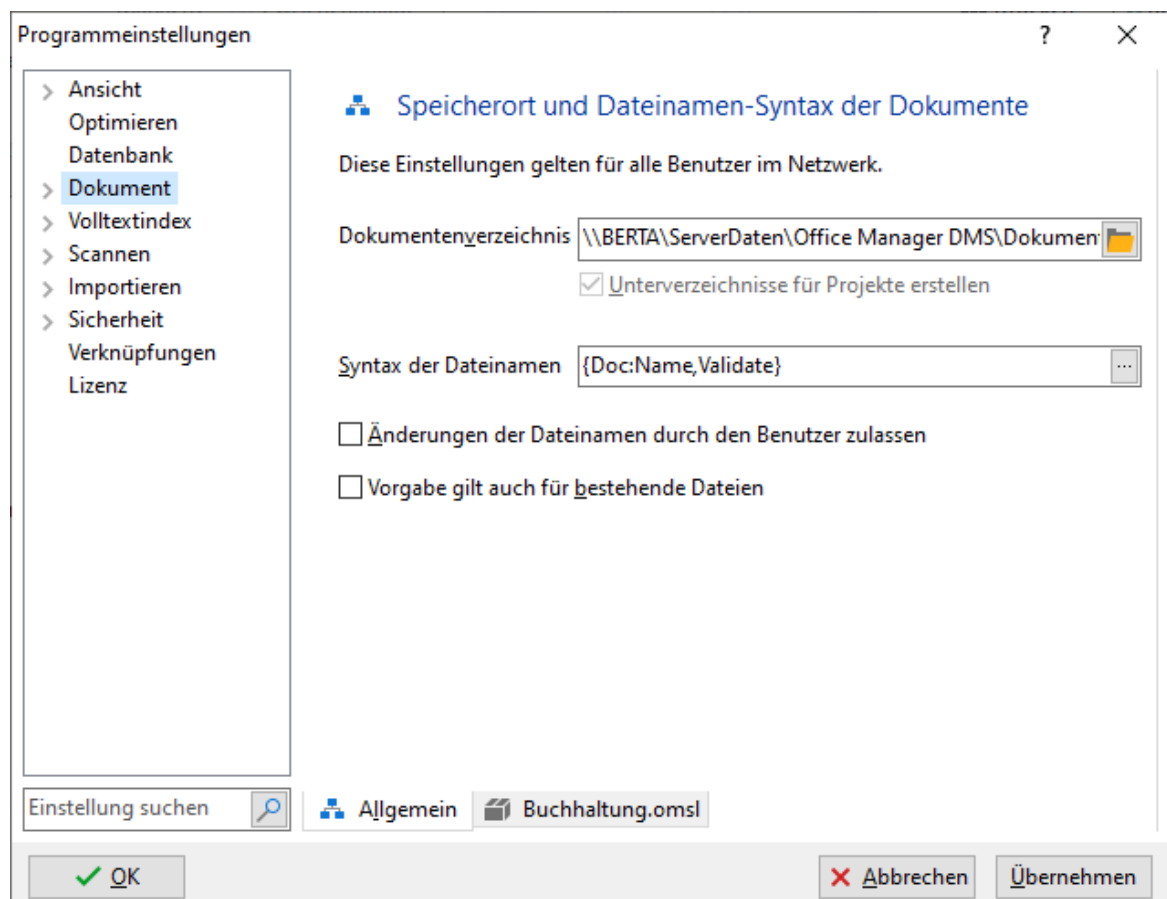 Programmeinstellungen
?
Ansicht
Optimieren
Datenbank
Dokument
Volltextindex
Scannen
Importieren
Sicherheit
Verknüpfungen
Lizenz
Einstellung suchen
Speicherort und Dateinamen-Syntax der Dokumente
Diese Einstellungen gelten für alle Benutzer im Netzwerk.
Dokumentenverzeichnis \\BERTA\ServerDaten\Office Manager DMS\Dokumen
Unterverzeichnisse für Projekte erstellen
Syntax der Dateinamen {Doc:Name,Validate} ...
Änderungen der Dateinamen durch den Benutzer zulassen
Vorgabe gilt auch für bestehende Dateien
Allgemein Buchhaltung.omsl
OK Abbrechen Übernehmen